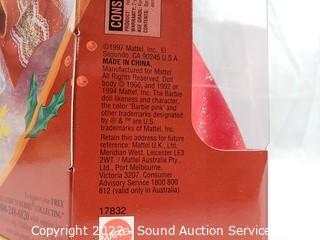 CONS
©1997 Mattel, Inc. El
Segundo, CA 90245 U.S.A
MADE IN CHINA.
Manufactured for Mattel
All Rights Reserved. Doll
body © 1966, and 1992 or
1994 Mattel, Inc. The Barbie
doll likeness and character,
the color "Barbie pink" and
other trademarks designated
by ® & ™ are U.S.
trademarks of Mattel, Inc.
Retain this address for future
reference: Mattel U.K., Ltd.,
Meridian West, Leicester LE3
2WT. / Mattel Australia Pty.,
Ltd., Port Melbourne,
Victoria 3207. Consumer
Advisory Service 1800 800
812 (valid only in Australia).
17832
MATTEL
FREE
COLLECTING
Copyright 2022 - Sound Auction Service